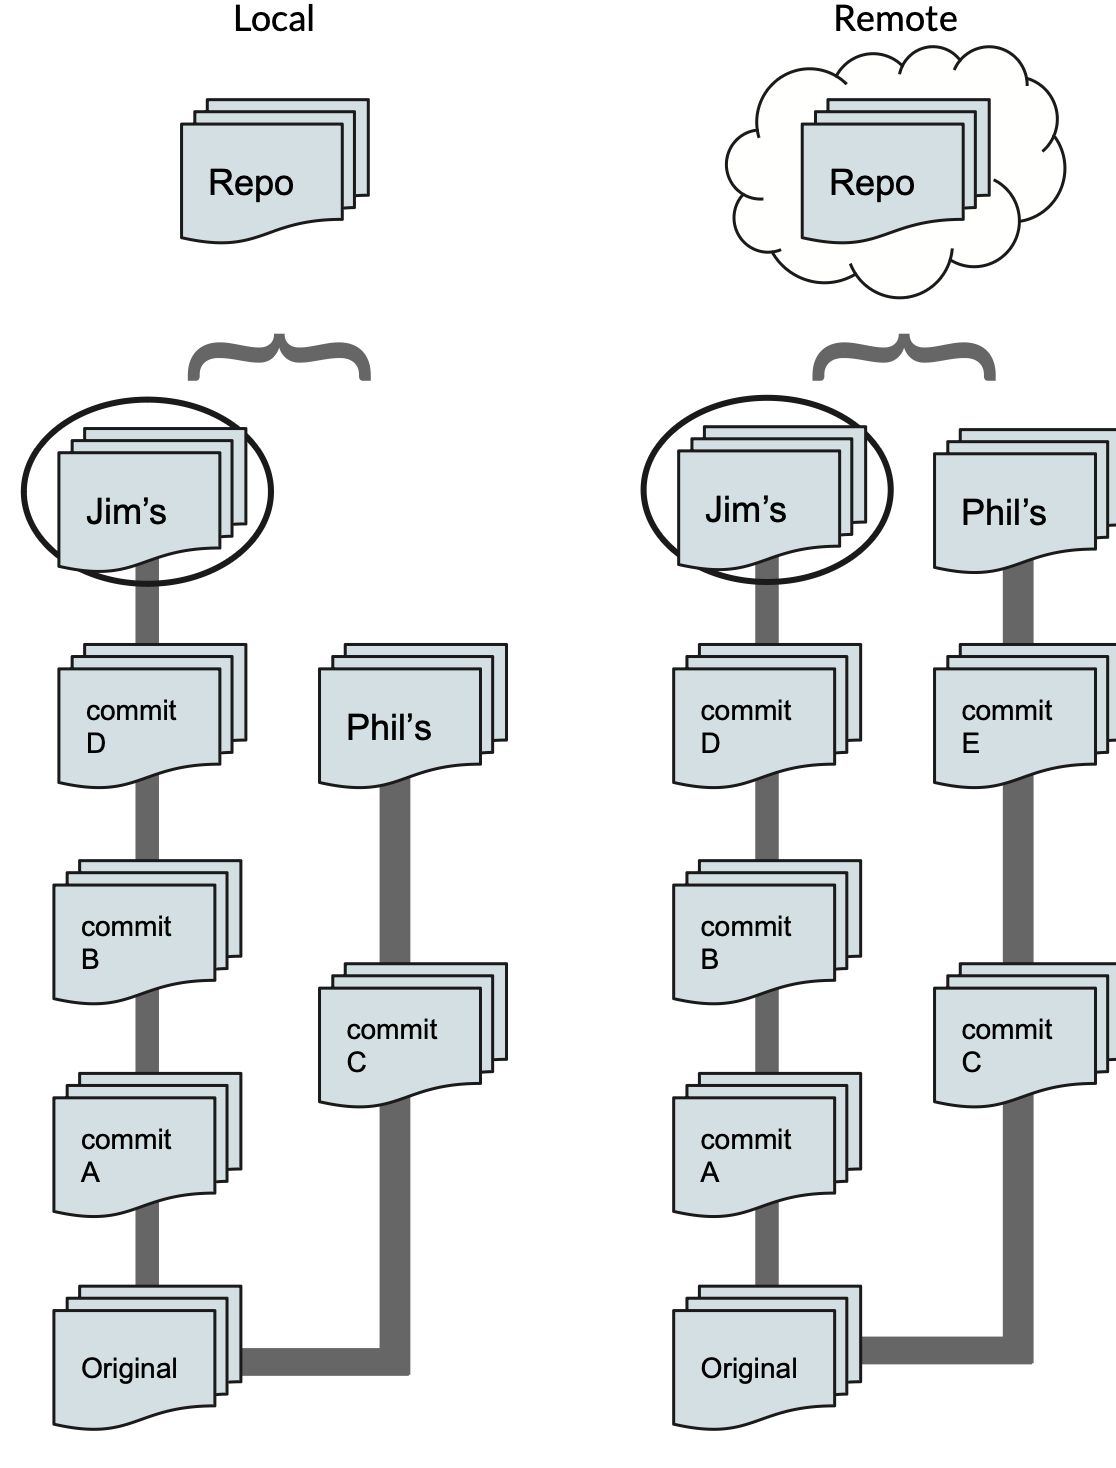 Local
Repo
Jim's
commit
D
Phil's
commit
B
commit
C
commit
A
Original
Remote
Repo
Jim's
Phil's
commit
D
commit
E
commit
B
commit
C
commit
A
Original